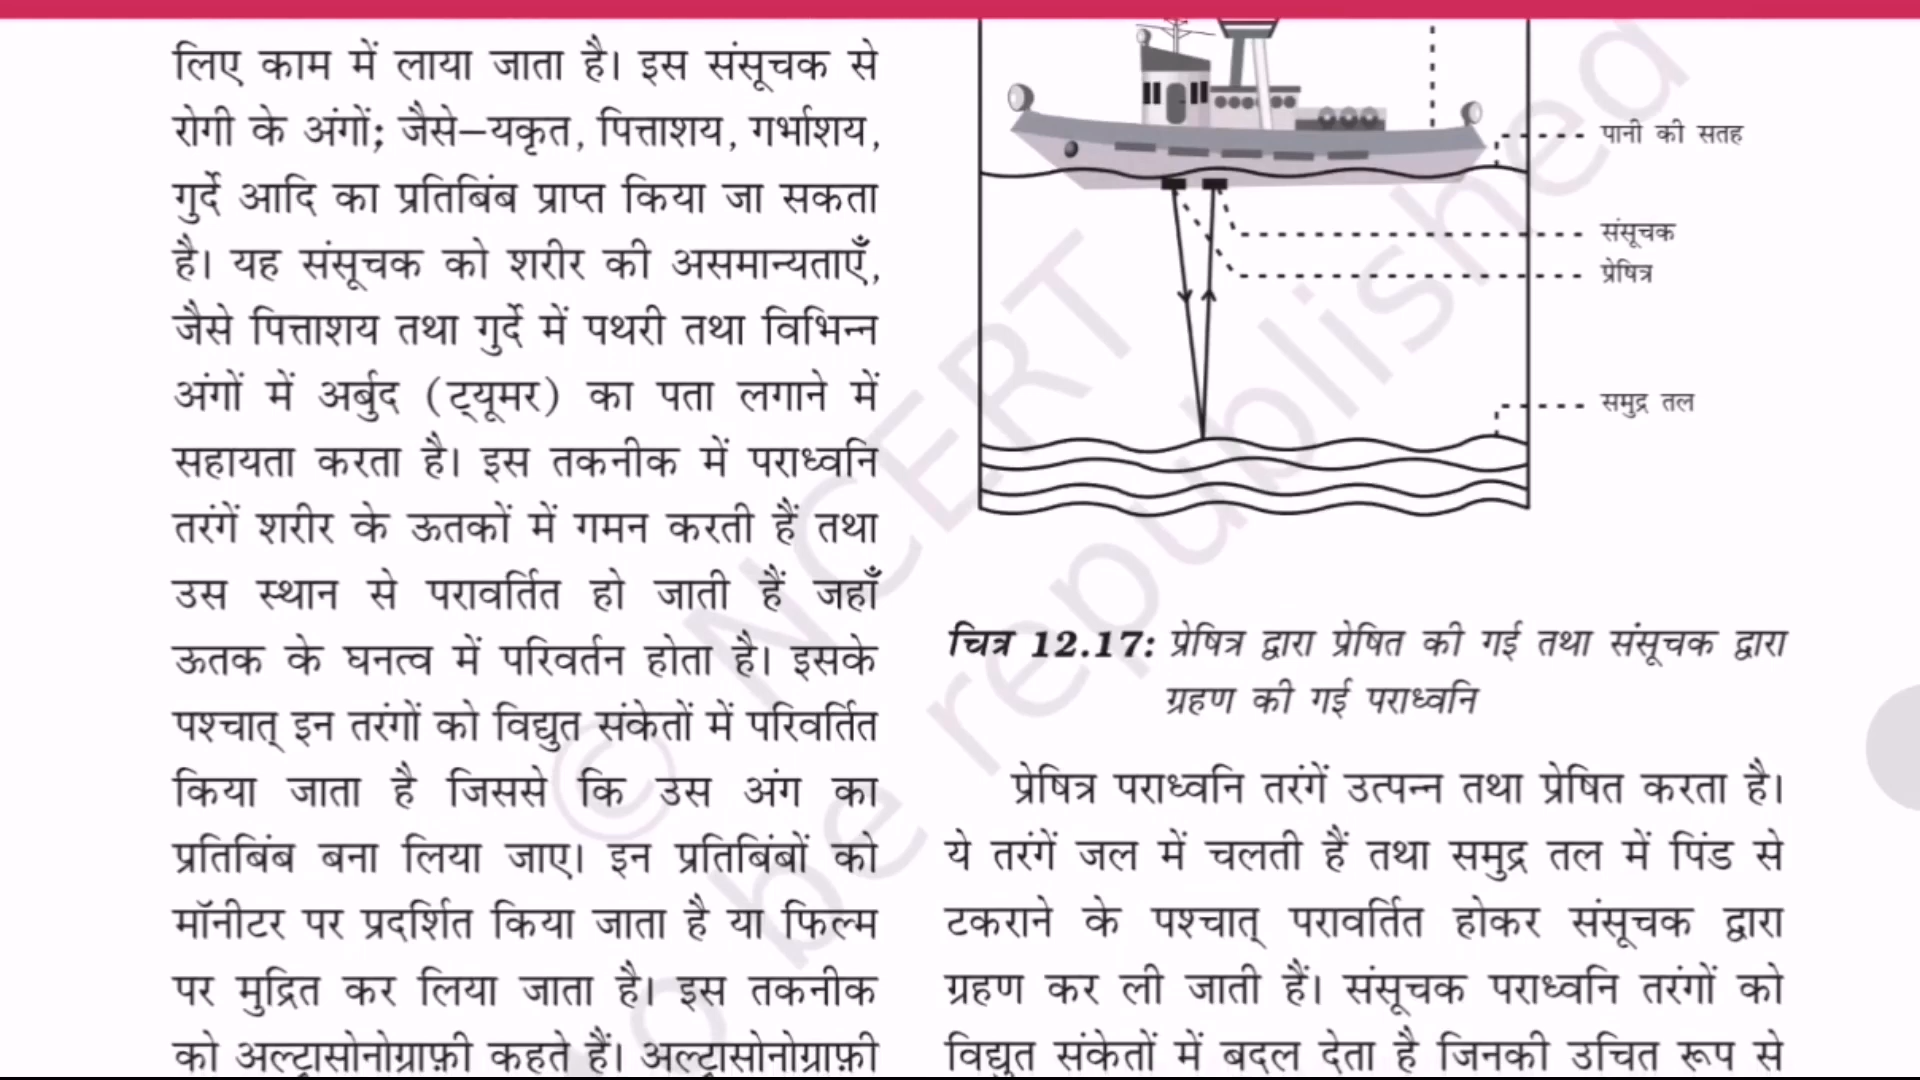 लिए काम में लाया जाता है। इस संसूचक से
रोगी के अंगों; जैसे–यकृत, पित्ताशय, गर्भाशय,
गुर्दे आदि का प्रतिबिंब प्राप्त किया जा सकता
है। यह संसूचक को शरीर की असमान्यताएँ,
जैसे पित्ताशय तथा गुर्दे में पथरी तथा विभिन्न
अंगों में अर्बुद (ट्यूमर) का पता लगाने में
सहायता करता है। इस तकनीक में पराध्वनि
तरंगें शरीर के ऊतकों में गमन करती हैं तथा
उस स्थान से परावर्तित हो जाती हैं जहाँ
ऊतक के घनत्व में परिवर्तन होता है। इसके
पश्चात् इन तरंगों को विद्युत संकेतों में परिवर्तित
किया जाता है जिससे कि उस अंग का
प्रतिबिंब बना लिया जाए। इन प्रतिबिंबों को
मॉनीटर पर प्रदर्शित किया जाता है या फिल्म
पर मुद्रित कर लिया जाता है। इस तकनीक
को अल्ट्रासोनोग्राफ़ी कहते हैं। अल्ट्रासोनोग्राफ़ी
पानी की सतह
संसूचक
प्रेषित्र
समुद्र तल
चित्र 12.17: प्रेषित्र द्वारा प्रेषित की गई तथा संसूचक द्वारा
ग्रहण की गई पराध्वनि
प्रेषित्र पराध्वनि तरंगें उत्पन्न तथा प्रेषित करता है।
ये तरंगें जल में चलती हैं तथा समुद्र तल में पिंड से
टकराने के पश्चात् परावर्तित होकर संसूचक द्वारा
ग्रहण कर ली जाती हैं। संसूचक पराध्वनि तरंगों को
विद्युत संकेतों में बदल देता है जिनकी उचित रूप से
© NCERT
o be republished